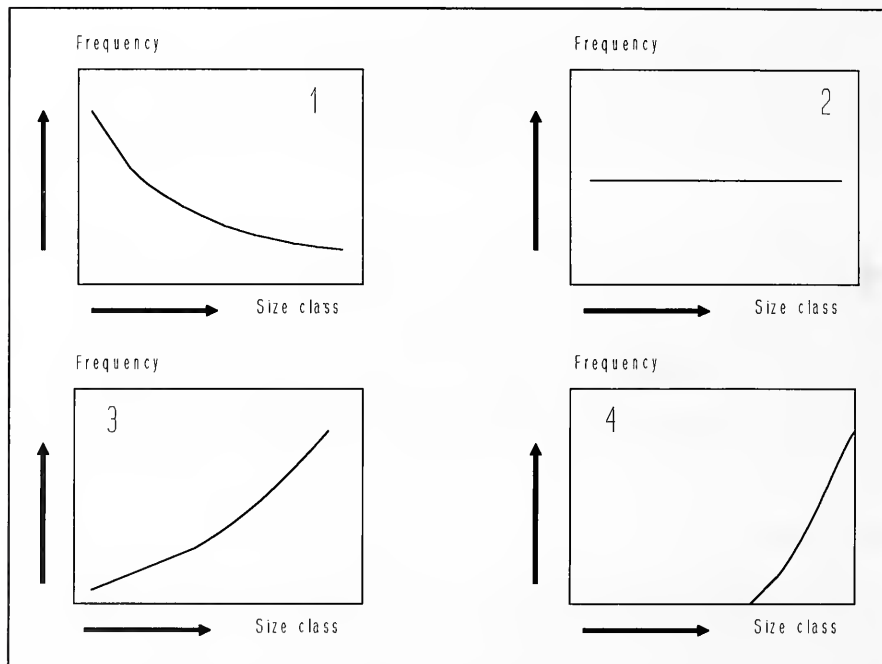 Frequency
1
Size class
Frequency
2
Size class
Frequency
3
Size class
Frequency
4
Size class